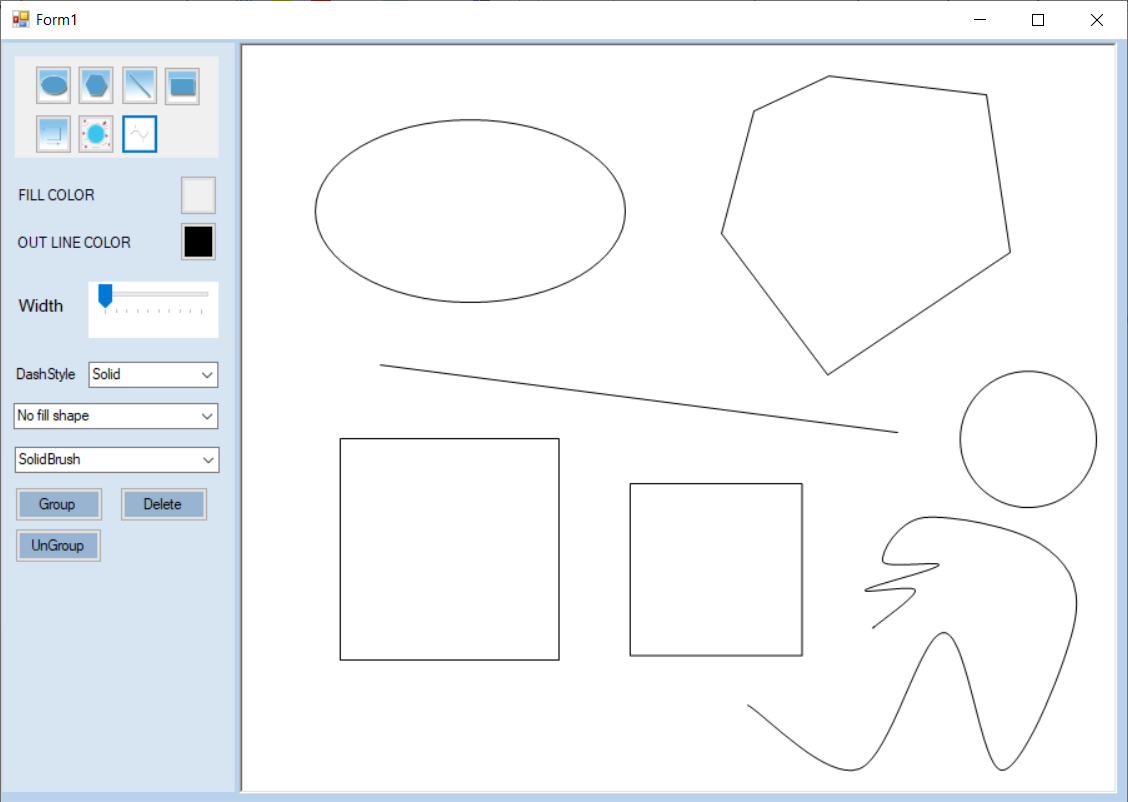 Form1
FILL COLOR
OUT LINE COLOR
Width
DashStyle Solid
No fill shape
SolidBrush
Group Delete
UnGroup